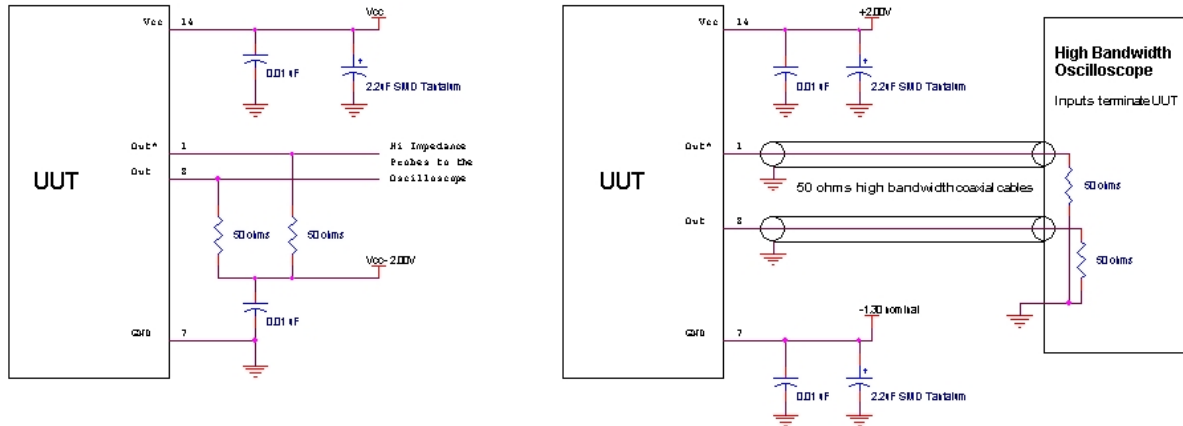 Vcc 14
Vcc
0.01 uF
2.2uF SMD Tantalum
UUT
Out* 1
Out 8
Hi Impedance
Probes to the
Oscilloscope
50 ohms
50 ohms
Vcc-2.00V
0.01 uF
GND 7
Vcc 14
+2.00V
0.01 uF
2.2uF SMD Tantalum
High Bandwidth
Oscilloscope
Inputs terminate UUT
UUT
Out* 1
50 ohms high bandwidth coaxial cables
50 ohms
Out 8
50 ohms
-1.30 nominal
GND 7
0.01 uF
2.2uF SMD Tantalum